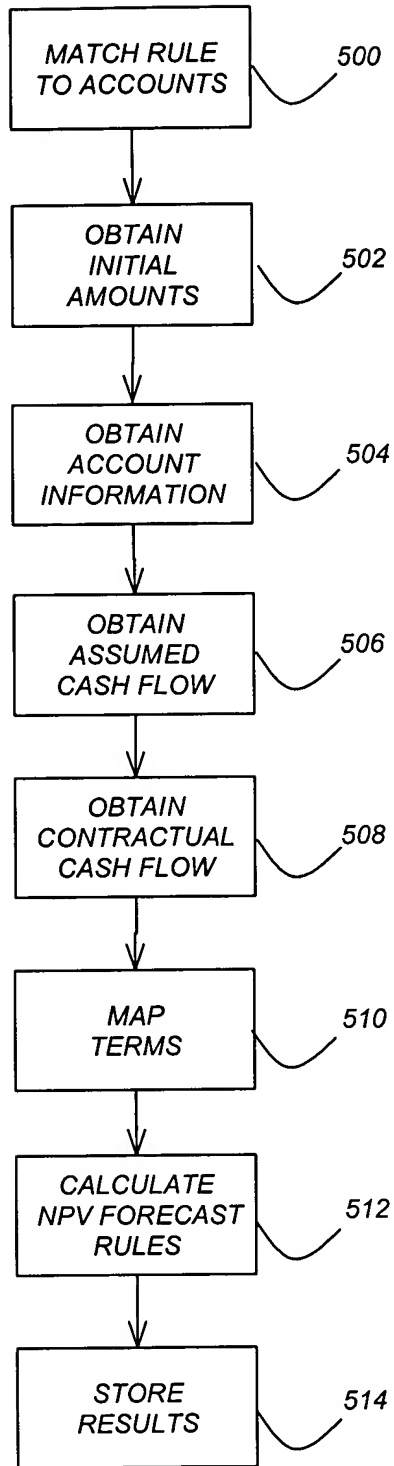 MATCH RULE
TO ACCOUNTS
500
OBTAIN
INITIAL
AMOUNTS
502
OBTAIN
ACCOUNT
INFORMATION
504
OBTAIN
ASSUMED
CASH FLOW
506
OBTAIN
CONTRACTUAL
CASH FLOW
508
MAP
TERMS
510
CALCULATE
NPV FORECAST
RULES
512
STORE
RESULTS
514